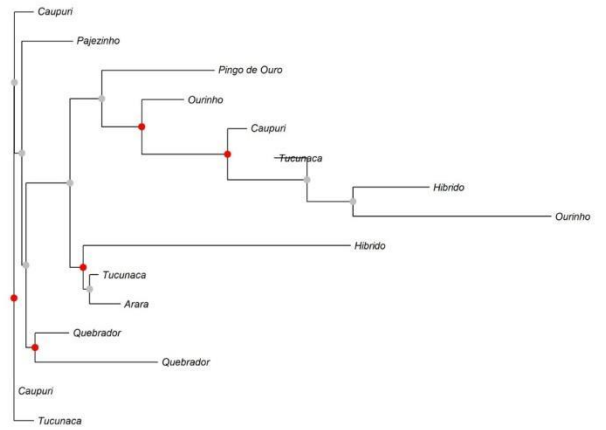 Caupuri
Pajezinho
Pingo de Ouro
Ourinho
Caupuri
Tucunaca
Hibrido
Ourinho
Hibrido
Tucunaca
Arara
Quebrador
Quebrador
Caupuri
Tucunaca